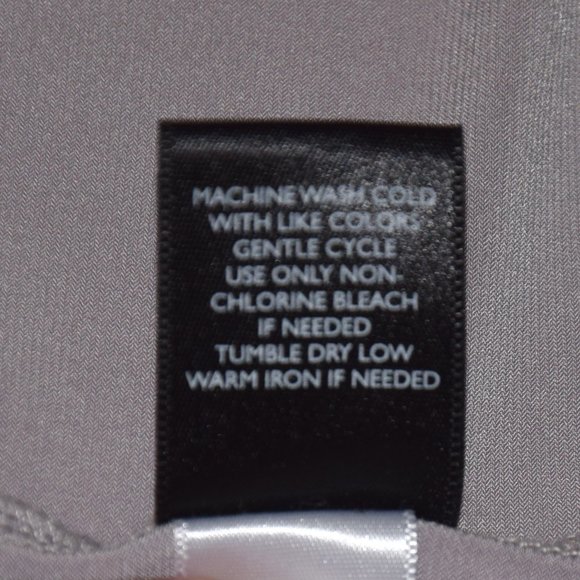 MACHINE WASH COLD
WITH LIKE COLORS
GENTLE CYCLE
USE ONLY NON-
CHLORINE BLEACH
IF NEEDED
TUMBLE DRY LOW
WARM IRON IF NEEDED